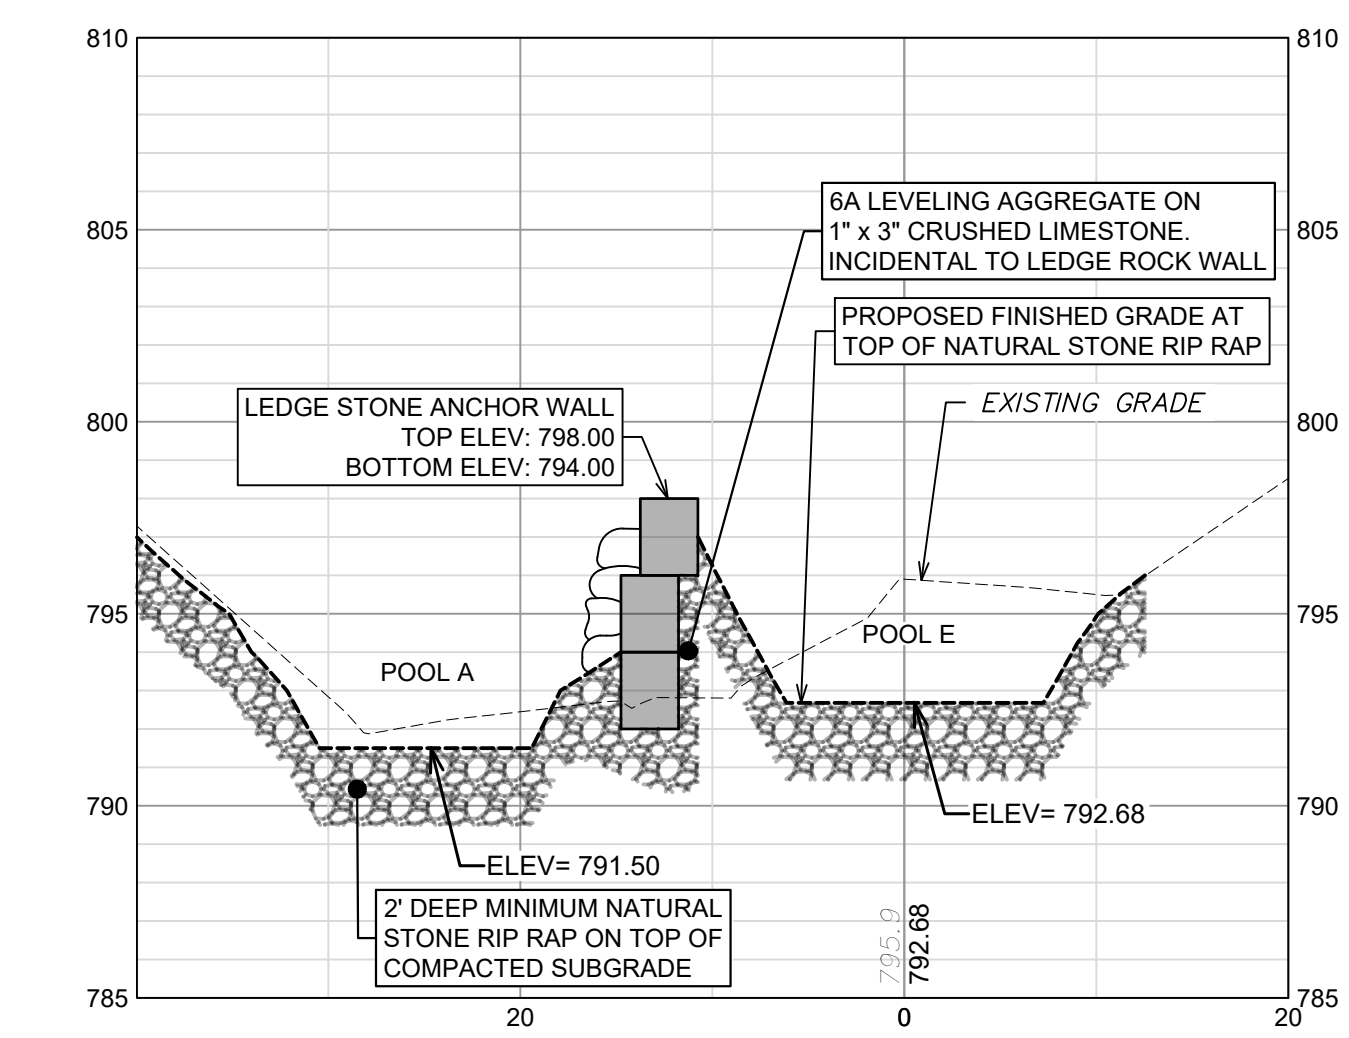 810
810
6A LEVELING AGGREGATE ON
1" x 3" CRUSHED LIMESTONE.
INCIDENTAL TO LEDGE ROCK WALL
805
805
PROPOSED FINISHED GRADE AT
TOP OF NATURAL STONE RIP RAP
EXISTING GRADE
LEDGE STONE ANCHOR WALL
TOP ELEV: 798.00
BOTTOM ELEV: 794.00
800
800
795
795
POOL E
POOL A
790
790
ELEV= 792.68
ELEV= 791.50
2' DEEP MINIMUM NATURAL
STONE RIP RAP ON TOP OF
COMPACTED SUBGRADE
795.9
792.68
785
785
20
0
20